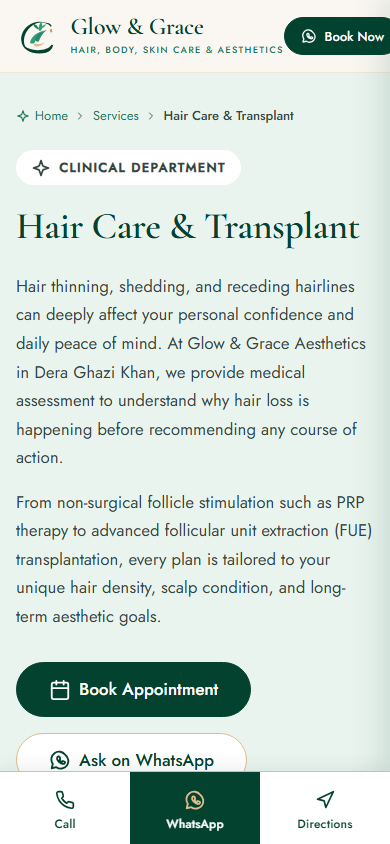 Glow & Grace
HAIR, BODY, SKIN CARE & AESTHETICS
Book Now
Home
Services
Hair Care & Transplant
CLINICAL DEPARTMENT
Hair Care & Transplant
Hair thinning, shedding, and receding hairlines
can deeply affect your personal confidence and
daily peace of mind. At Glow & Grace Aesthetics
in Dera Ghazi Khan, we provide medical
assessment to understand why hair loss is
happening before recommending any course of
action.
From non-surgical follicle stimulation such as PRP
therapy to advanced follicular unit extraction (FUE)
transplantation, every plan is tailored to your
unique hair density, scalp condition, and long-
term aesthetic goals.
Book Appointment
Ask on WhatsApp
Call
WhatsApp
Directions